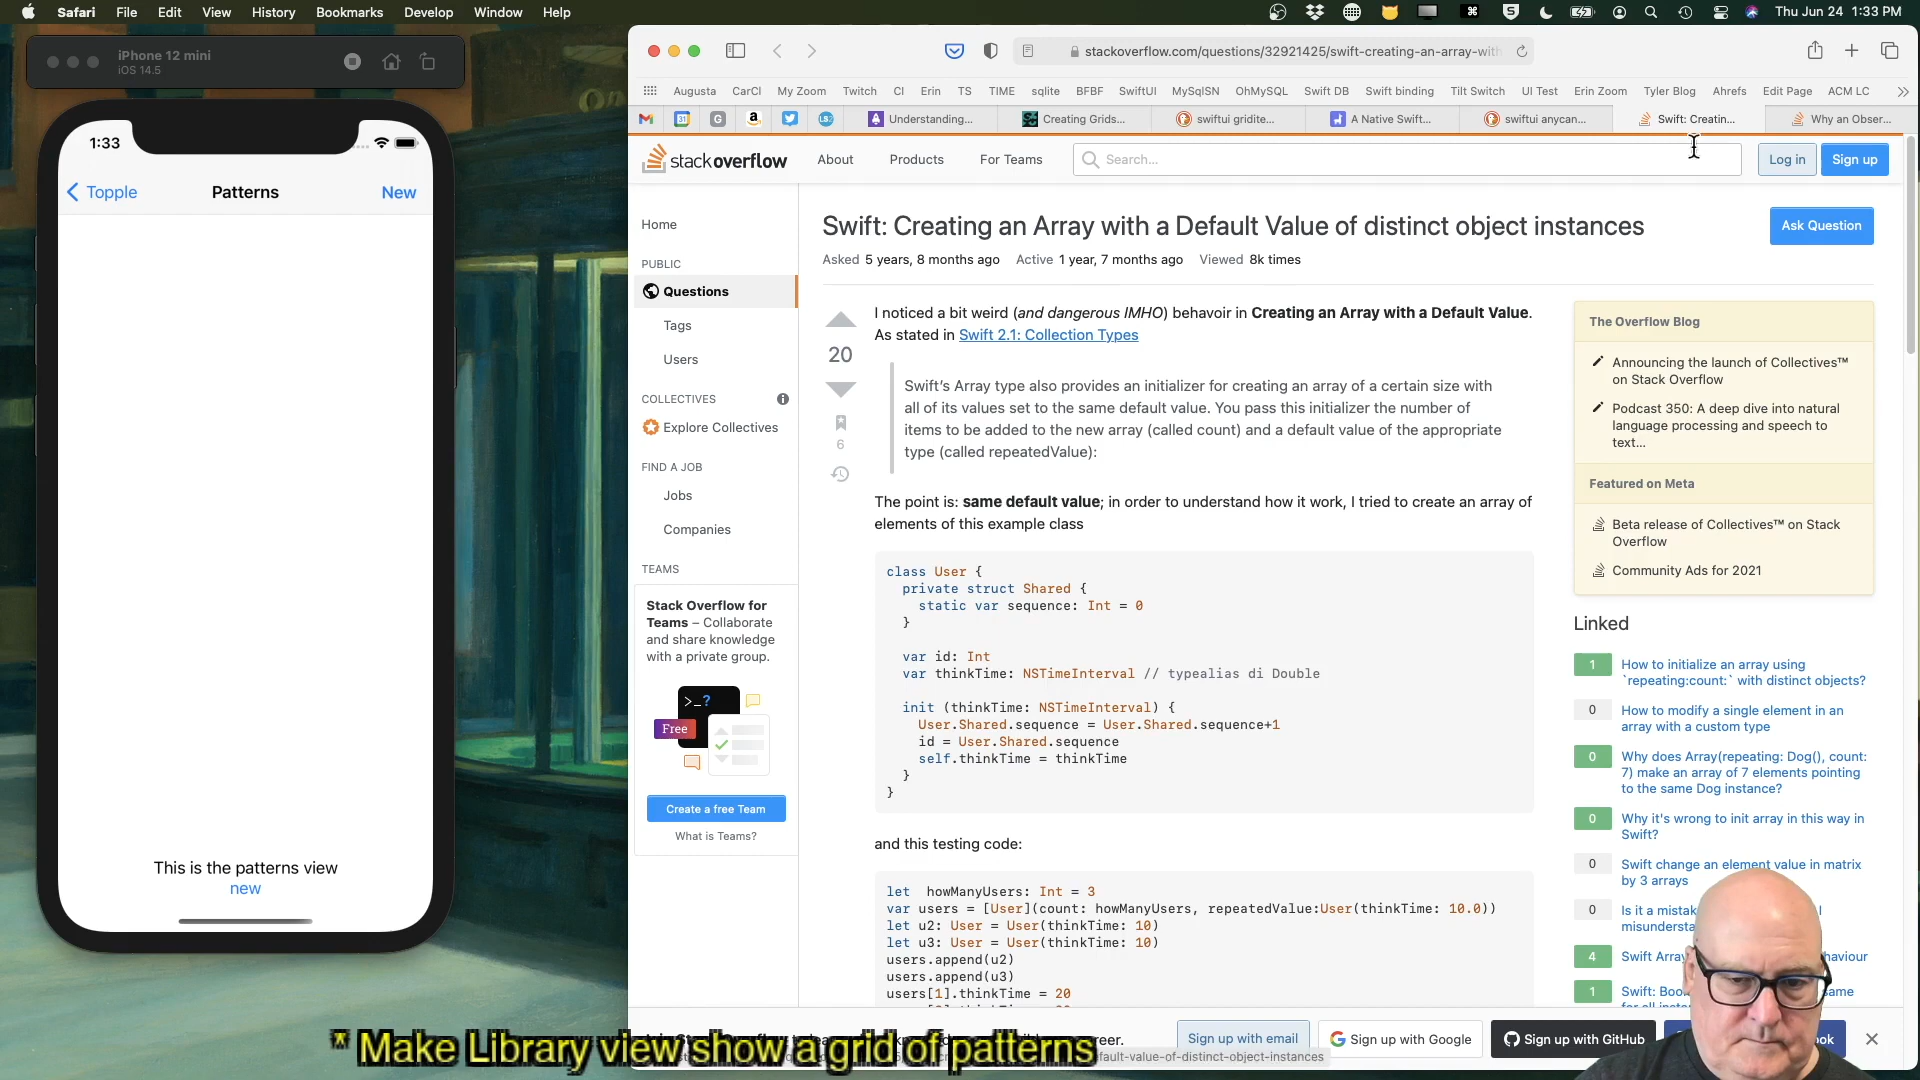 Safari File Edit View History Bookmarks Develop Window Help
Thu Jun 24 1:33 PM
iPhone 12 mini
iOS 14.5
1:33
Topple
Patterns
New
This is the patterns view
new
stackoverflow.com/questions/32921425/swift-creating-an-array-with
Augusta CarCl My Zoom Twitch CI Erin TS TIME sqlite BFBF SwiftUI MySqlSN OhMySQL Swift DB Swift binding Tilt Switch UI Test Erin Zoom Tyler Blog Ahrefs Edit Page ACM LC
Understanding... Creating Grids... swiftui gridite... A Native Swift... swiftui anycan... Swift: Creatin... Why an Obser...
stackoverflow
About Products For Teams
Search...
Log in Sign up
Home
PUBLIC
Questions
Tags
Users
COLLECTIVES
Explore Collectives
FIND A JOB
Jobs
Companies
TEAMS
Stack Overflow for
Teams – Collaborate
and share knowledge
with a private group.
>_?
Free
Create a free Team
What is Teams?
Swift: Creating an Array with a Default Value of distinct object instances
Ask Question
Asked 5 years, 8 months ago Active 1 year, 7 months ago Viewed 8k times
20
6
I noticed a bit weird (and dangerous IMHO) behavoir in Creating an Array with a Default Value.
As stated in Swift 2.1: Collection Types
Swift's Array type also provides an initializer for creating an array of a certain size with
all of its values set to the same default value. You pass this initializer the number of
items to be added to the new array (called count) and a default value of the appropriate
type (called repeatedValue):
The point is: same default value; in order to understand how it work, I tried to create an array of
elements of this example class
class User {
private struct Shared {
static var sequence: Int = 0
}
var id: Int
var thinkTime: NSTimeInterval // typealias di Double
init (thinkTime: NSTimeInterval) {
User.Shared.sequence = User.Shared.sequence+1
id = User.Shared.sequence
self.thinkTime = thinkTime
}
}
and this testing code:
let howManyUsers: Int = 3
var users = [User](count: howManyUsers, repeatedValue:User(thinkTime: 10.0))
let u2: User = User(thinkTime: 10)
let u3: User = User(thinkTime: 10)
users.append(u2)
users.append(u3)
users[1].thinkTime = 20
The Overflow Blog
Announcing the launch of Collectives™
on Stack Overflow
Podcast 350: A deep dive into natural
language processing and speech to
text...
Featured on Meta
Beta release of Collectives™ on Stack
Overflow
Community Ads for 2021
Linked
1 How to initialize an array using
`repeating:count:` with distinct objects?
0 How to modify a single element in an
array with a custom type
0 Why does Array(repeating: Dog(), count:
7) make an array of 7 elements pointing
to the same Dog instance?
0 Why it's wrong to init array in this way in
Swift?
0 Swift change an element value in matrix
by 3 arrays
0 Is it a
4 Swift
1 Swift: same
Sign up with email Sign up with Google Sign up with GitHub
* Make Library view show a grid of patterns
fault-value-of-distinct-object-instances